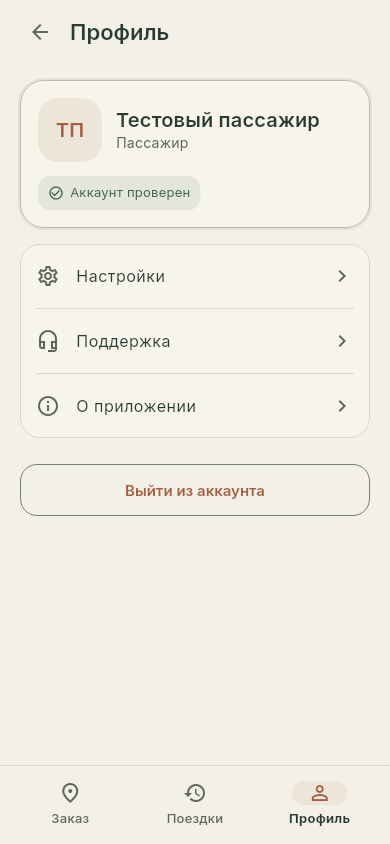 Профиль
ТП
Тестовый пассажир
Пассажир
Аккаунт проверен
Настройки
Поддержка
О приложении
Выйти из аккаунта
Заказ
Поездки
Профиль